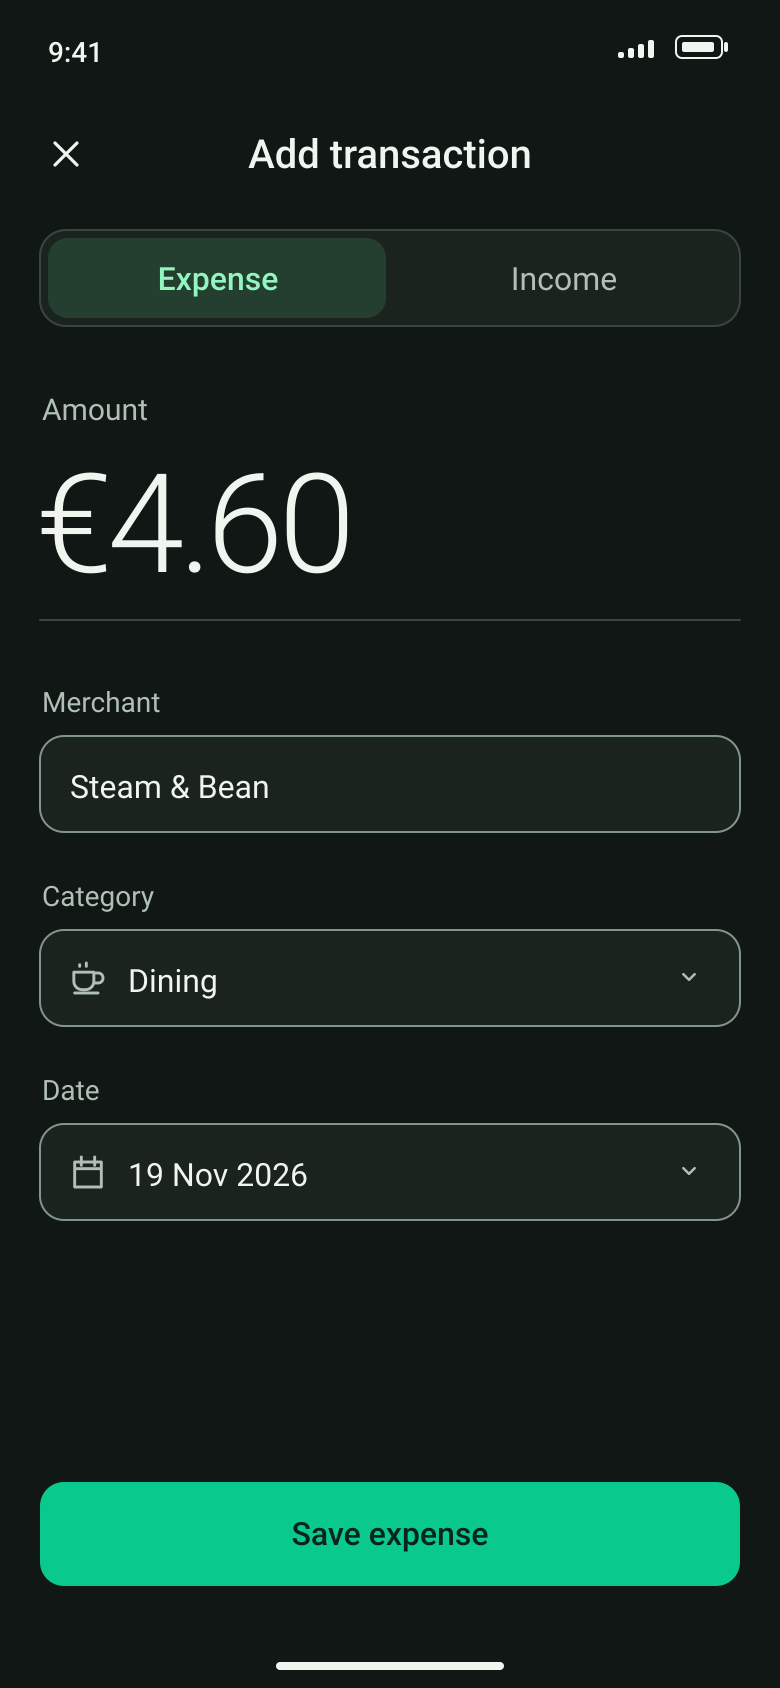 9:41
Add transaction
Expense
Income
Amount
€4.60
Merchant
Steam & Bean
Category
Dining
Date
19 Nov 2026
Save expense